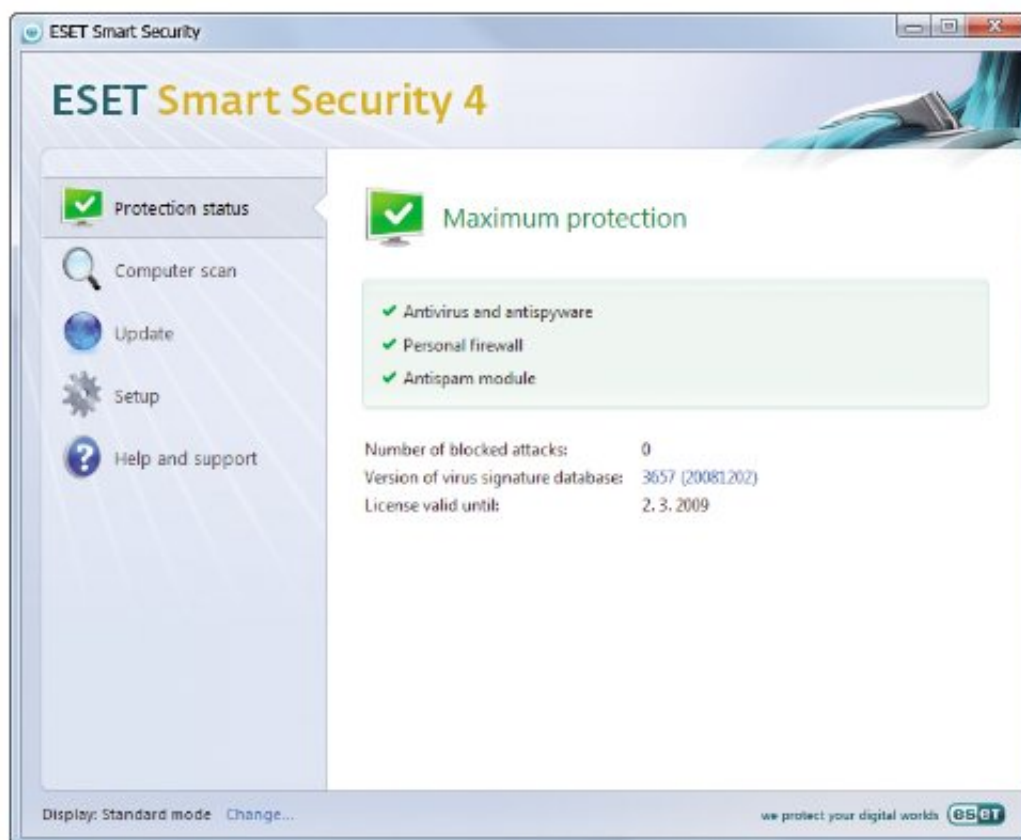 ESET Smart Security
ESET Smart Security 4
Protection status
Computer scan
Update
Setup
Help and support
Maximum protection
Antivirus and antispyware
Personal firewall
Antispam module
Number of blocked attacks: 0
Version of virus signature database: 3657 (20081202)
License valid until: 2. 3. 2009
Display: Standard mode Change...
we protect your digital worlds eset